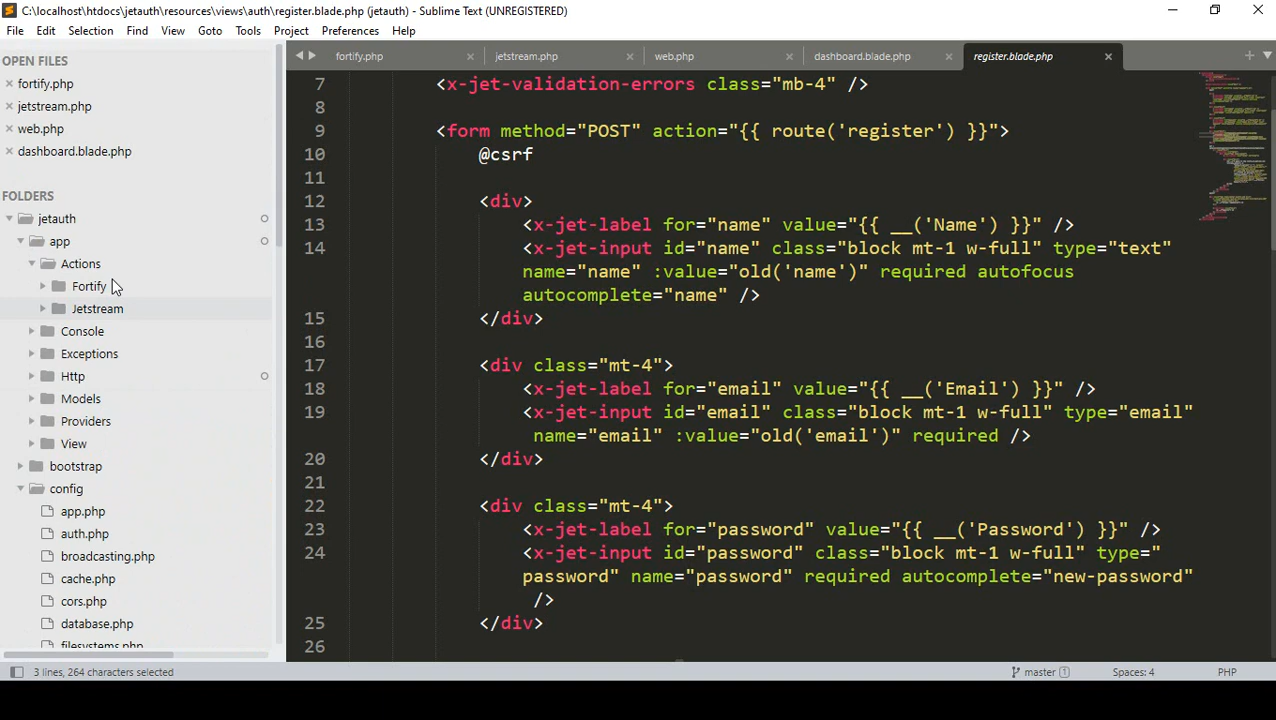 C:\localhost\htdocs\jetauth\resources\views\auth\register.blade.php (jetauth) - Sublime Text (UNREGISTERED)
File Edit Selection Find View Goto Tools Project Preferences Help
OPEN FILES
fortify.php
jetstream.php
web.php
dashboard.blade.php
FOLDERS
jetauth
app
Actions
Fortify
Jetstream
Console
Exceptions
Http
Models
Providers
View
bootstrap
config
app.php
auth.php
broadcasting.php
cache.php
cors.php
database.php
filesystems.php
fortify.php jetstream.php web.php dashboard.blade.php register.blade.php
7 <x-jet-validation-errors class="mb-4" />
8
9 <form method="POST" action="{{ route('register') }}">
10 @csrf
11
12 <div>
13 <x-jet-label for="name" value="{{ __('Name') }}" />
14 <x-jet-input id="name" class="block mt-1 w-full" type="text"
name="name" :value="old('name')" required autofocus
autocomplete="name" />
15 </div>
16
17 <div class="mt-4">
18 <x-jet-label for="email" value="{{ __('Email') }}" />
19 <x-jet-input id="email" class="block mt-1 w-full" type="email"
name="email" :value="old('email')" required />
20 </div>
21
22 <div class="mt-4">
23 <x-jet-label for="password" value="{{ __('Password') }}" />
24 <x-jet-input id="password" class="block mt-1 w-full" type="
password" name="password" required autocomplete="new-password"
/>
25 </div>
26
3 lines, 264 characters selected
master 1
Spaces: 4
PHP